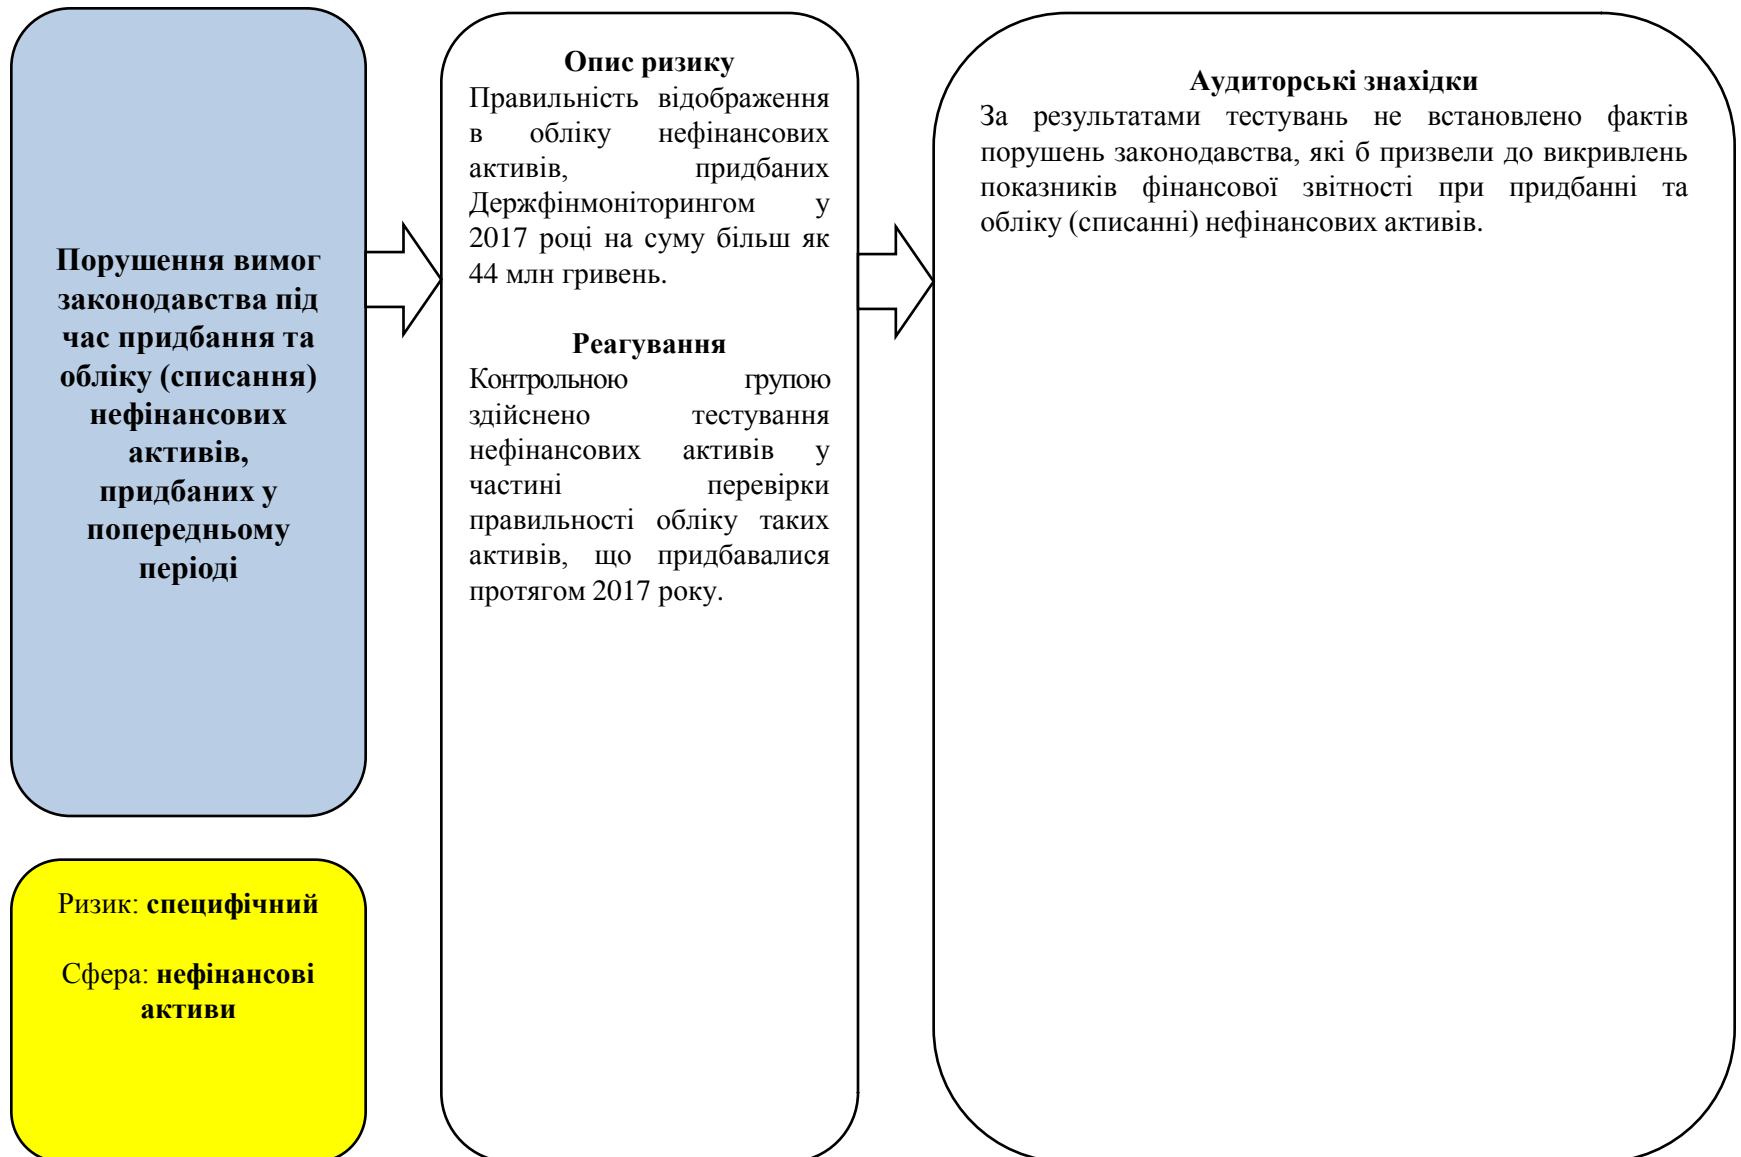 Порушення вимог
законодавства під
час придбання та
обліку (списання)
нефінансових
активів,
придбаних у
попередньому
періоді
Ризик: специфічний
Сфера: нефінансові
активи
Опис ризику
Правильність відображення
в обліку нефінансових
активів, придбаних
Держфінмоніторингом у
2017 році на суму більш як
44 млн гривень.
Реагування
Контрольною групою
здійснено тестування
нефінансових активів у
частині перевірки
правильності обліку таких
активів, що придбавалися
протягом 2017 року.
Аудиторські знахідки
За результатами тестувань не встановлено фактів
порушень законодавства, які б призвели до викривлень
показників фінансової звітності при придбанні та
обліку (списанні) нефінансових активів.